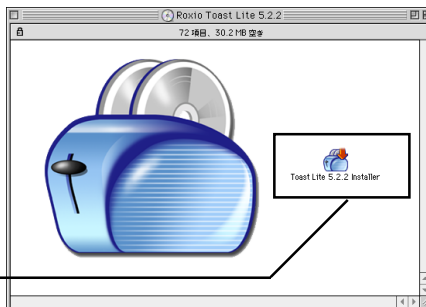 Roxio Toast Lite 5.2.2
72 項目、30.2 MB 空き
Toast Lite 5.2.2 Installer